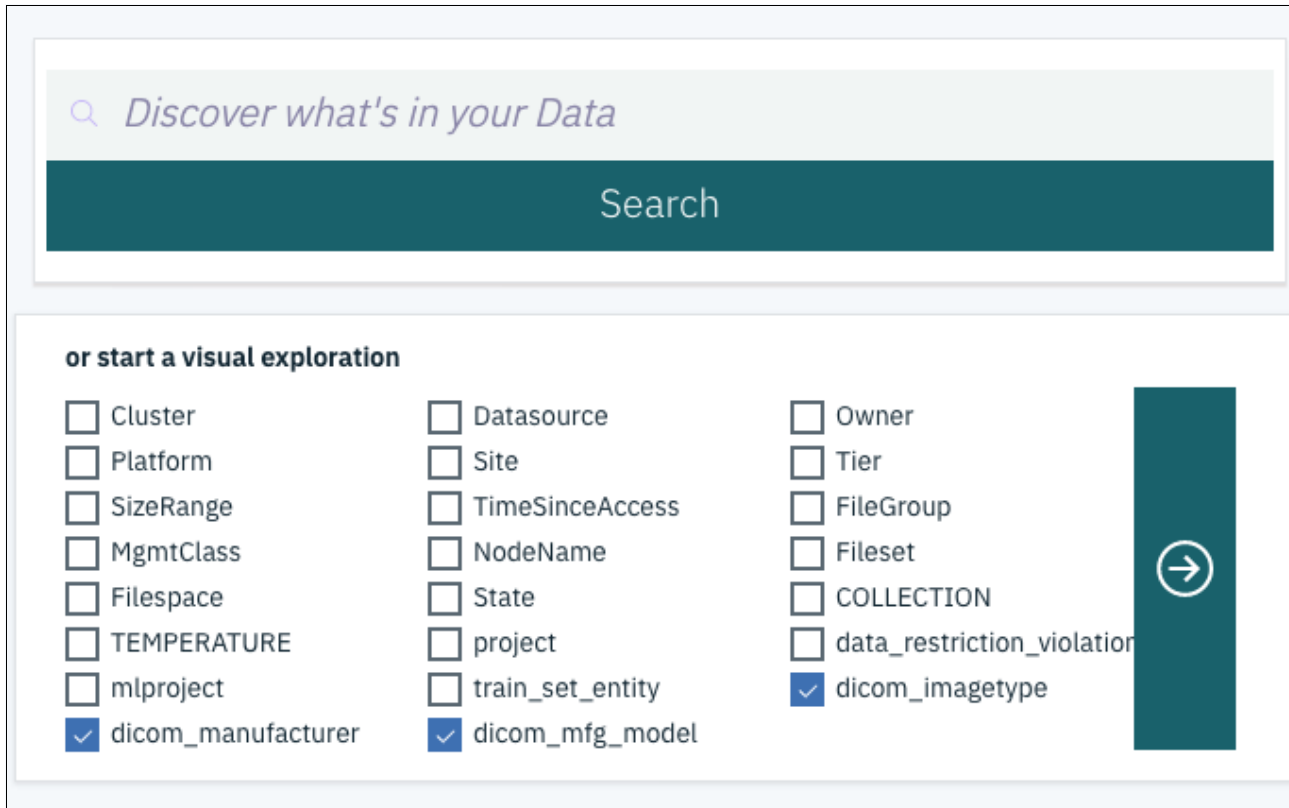 Discover what's in your Data
Search
or start a visual exploration
Cluster Datasource Owner
Platform Site Tier
SizeRange TimeSinceAccess FileGroup
MgmtClass NodeName Fileset
Filespace State COLLECTION
TEMPERATURE project data_restriction_violation
mlproject train_set_entity dicom_imagetype
dicom_manufacturer dicom_mfg_model